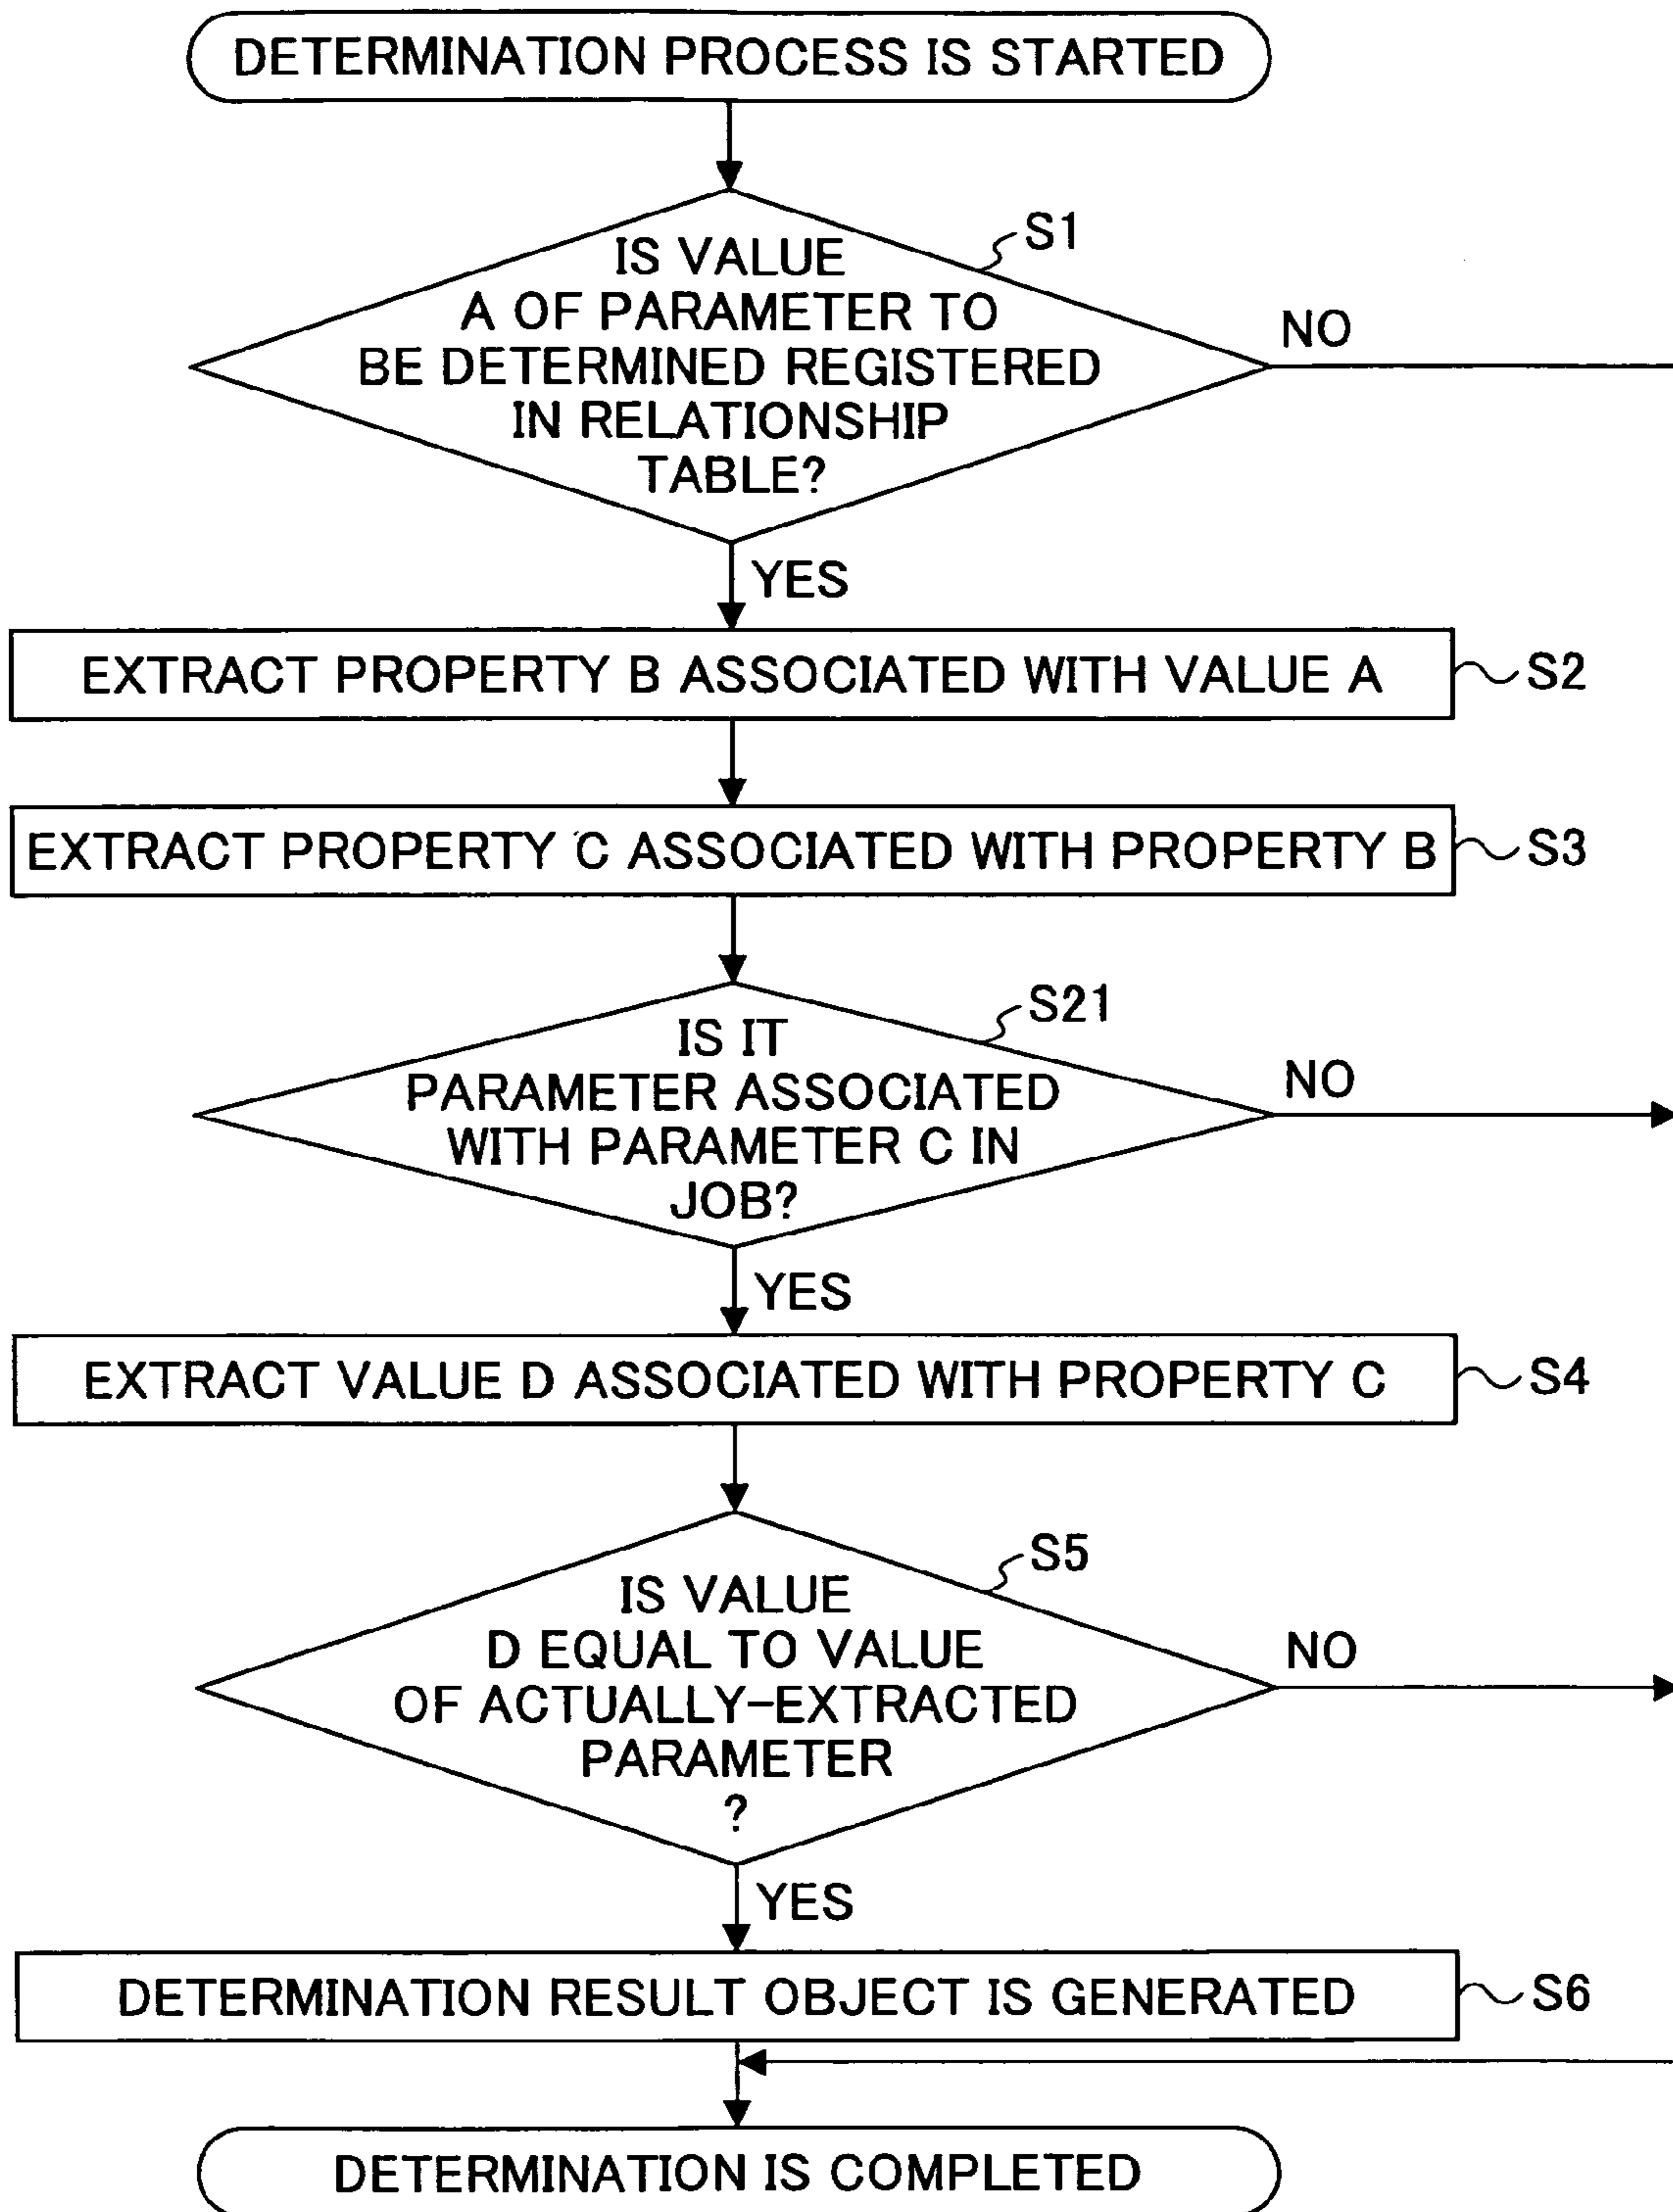 DETERMINATION PROCESS IS STARTED
S1
IS VALUE
A OF PARAMETER TO
BE DETERMINED REGISTERED
IN RELATIONSHIP
TABLE?
NO
YES
EXTRACT PROPERTY B ASSOCIATED WITH VALUE A
S2
EXTRACT PROPERTY C ASSOCIATED WITH PROPERTY B
S3
S21
IS IT
PARAMETER ASSOCIATED
WITH PARAMETER C IN
JOB?
NO
YES
EXTRACT VALUE D ASSOCIATED WITH PROPERTY C
S4
S5
IS VALUE
D EQUAL TO VALUE
OF ACTUALLY-EXTRACTED
PARAMETER
?
NO
YES
DETERMINATION RESULT OBJECT IS GENERATED
S6
DETERMINATION IS COMPLETED